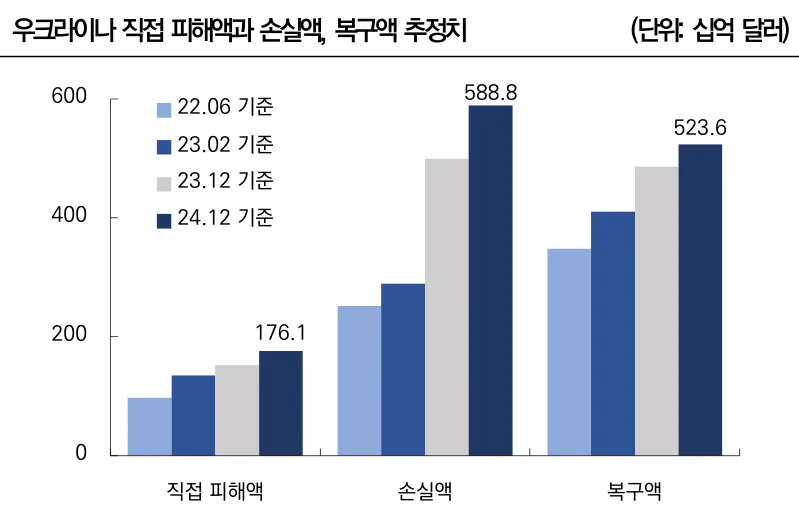 우크라이나 직접 피해액과 손실액, 복구액 추정치 (단위: 십억 달러)
600
400
200
0
22.06 기준
23.02 기준
23.12 기준
24.12 기준
176.1
588.8
523.6
직접 피해액 손실액 복구액